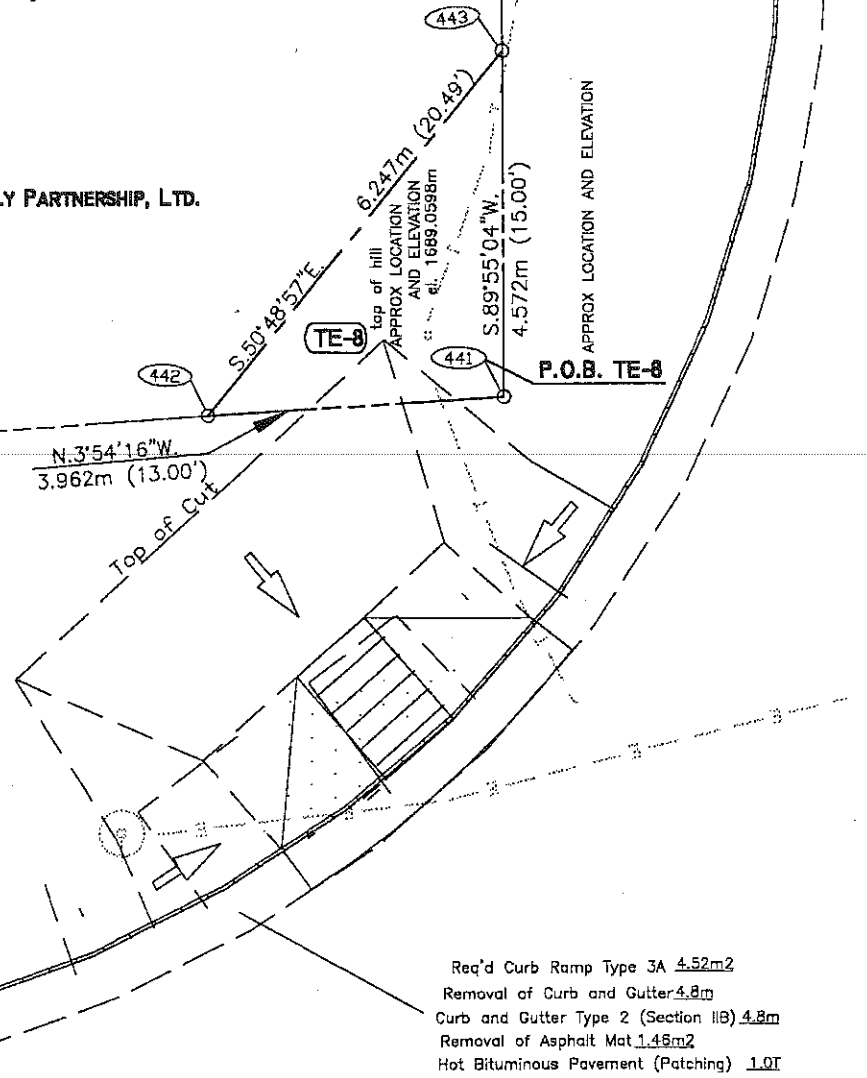 443
LY PARTNERSHIP, LTD.
6.247m (20.49')
S.50°48'57"E.
top of hill
APPROX LOCATION
AND ELEVATION
el. 1689.0598m
S.89°55'04"W.
4.572m (15.00')
APPROX LOCATION AND ELEVATION
TE-8
441
P.O.B. TE-8
442
N.3°54'16"W.
3.962m (13.00')
Top of Cut
Req'd Curb Ramp Type 3A 4.52m2
Removal of Curb and Gutter 4.8m
Curb and Gutter Type 2 (Section IIB) 4.8m
Removal of Asphalt Mat 1.46m2
Hot Bituminous Pavement (Patching) 1.0T